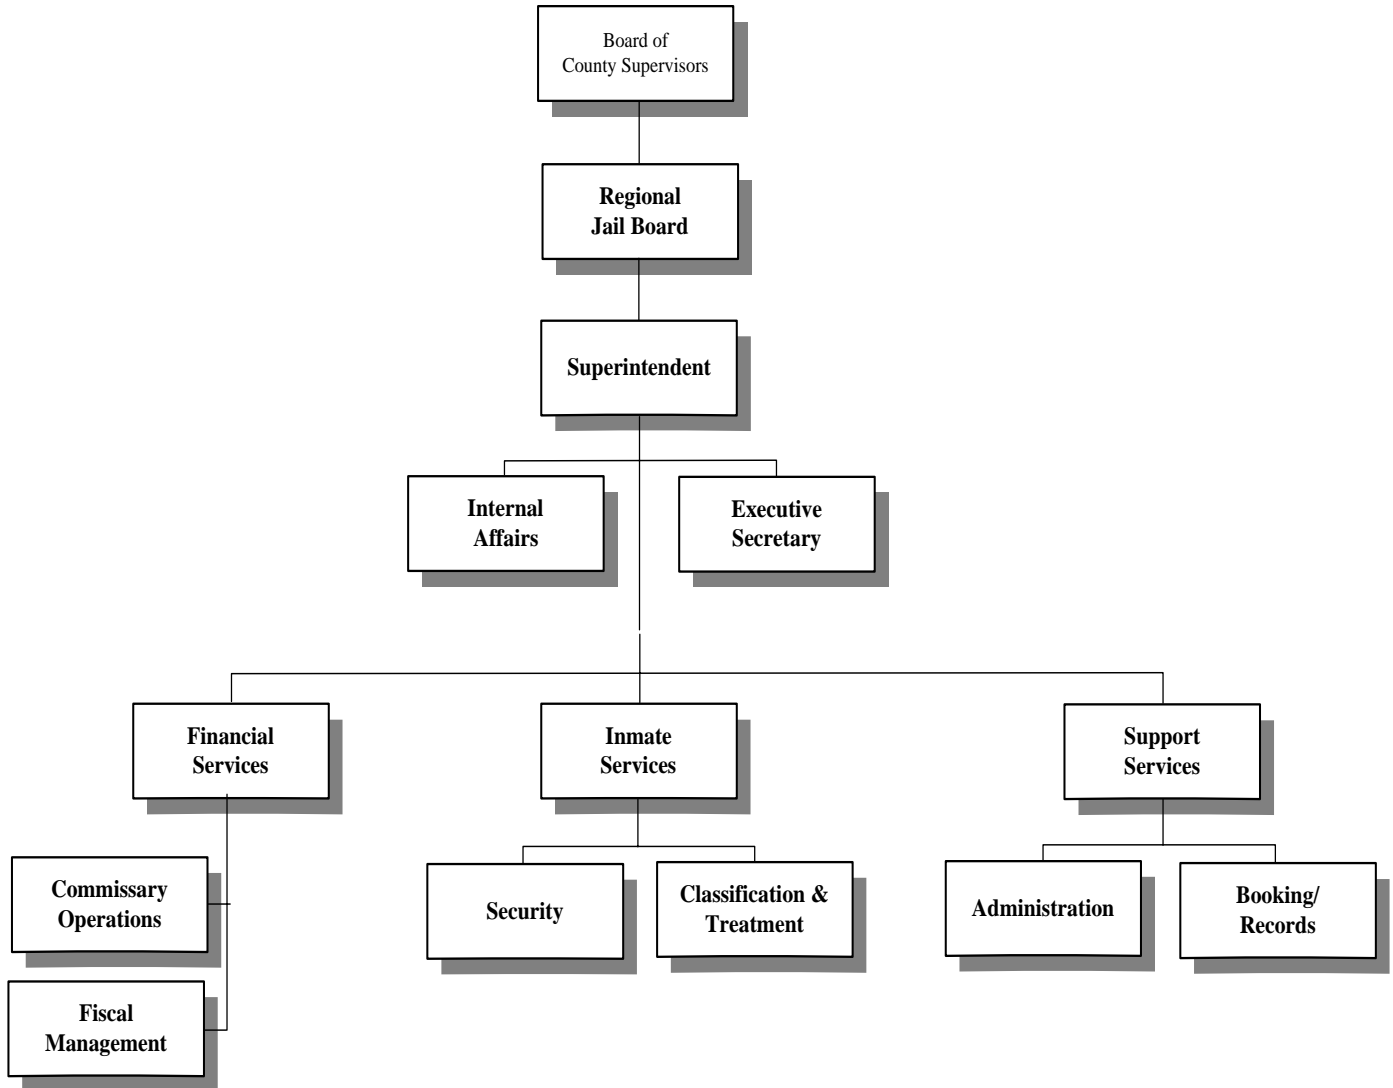 Board of
County Supervisors
Regional
Jail Board
Superintendent
Internal
Affairs
Executive
Secretary
Financial
Services
Inmate
Services
Support
Services
Commissary
Operations
Security
Classification &
Treatment
Administration
Booking/
Records
Fiscal
Management